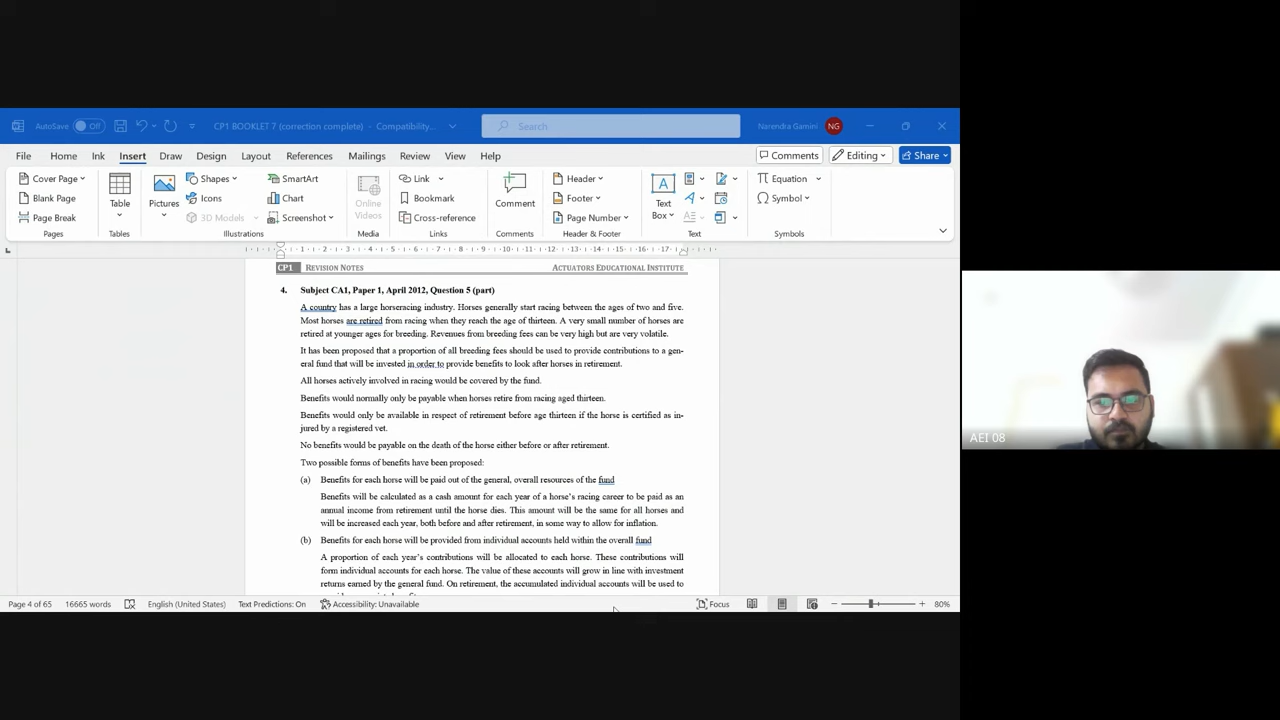 AutoSave Off CP1 BOOKLET 7 (correction complete) - Compatibility... Search Narendra Gamini NG
File Home Ink Insert Draw Design Layout References Mailings Review View Help Comments Editing Share
Cover Page
Blank Page
Page Break
Pages
Table
Tables
Pictures
Shapes
Icons
3D Models
SmartArt
Chart
Screenshot
Illustrations
Online
Videos
Media
Link
Bookmark
Cross-reference
Links
Comment
Comments
Header
Footer
Page Number
Header & Footer
Text
Box
Text
Equation
Symbol
Symbols
1 2 3 4 5 6 7 8 9 10 11 12 13 14 15 16 17
CP1 REVISION NOTES ACTUATORS EDUCATIONAL INSTITUTE
4. Subject CA1, Paper 1, April 2012, Question 5 (part)
A country has a large horseracing industry. Horses generally start racing between the ages of two and five.
Most horses are retired from racing when they reach the age of thirteen. A very small number of horses are
retired at younger ages for breeding. Revenues from breeding fees can be very high but are very volatile.
It has been proposed that a proportion of all breeding fees should be used to provide contributions to a gen-
eral fund that will be invested in order to provide benefits to look after horses in retirement.
All horses actively involved in racing would be covered by the fund.
Benefits would normally only be payable when horses retire from racing aged thirteen.
Benefits would only be available in respect of retirement before age thirteen if the horse is certified as in-
jured by a registered vet.
No benefits would be payable on the death of the horse either before or after retirement.
Two possible forms of benefits have been proposed:
(a) Benefits for each horse will be paid out of the general, overall resources of the fund
Benefits will be calculated as a cash amount for each year of a horse's racing career to be paid as an
annual income from retirement until the horse dies. This amount will be the same for all horses and
will be increased each year, both before and after retirement, in some way to allow for inflation.
(b) Benefits for each horse will be provided from individual accounts held within the overall fund
A proportion of each year's contributions will be allocated to each horse. These contributions will
form individual accounts for each horse. The value of these accounts will grow in line with investment
returns earned by the general fund. On retirement, the accumulated individual accounts will be used to
Page 4 of 65 16665 words English (United States) Text Predictions: On Accessibility: Unavailable Focus 80%
AEI 08